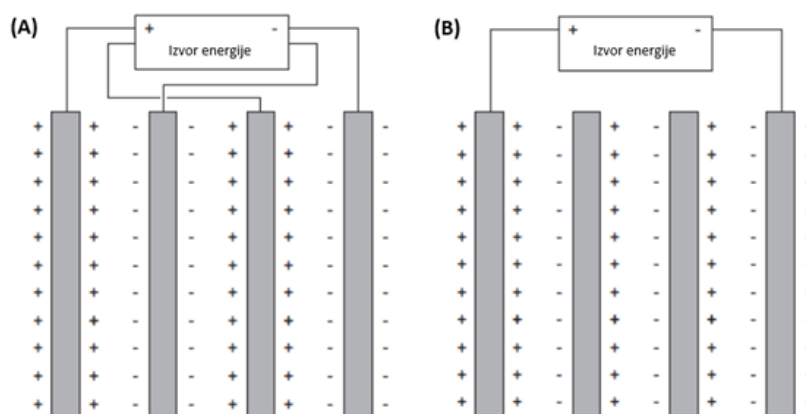 (A)
+ -
Izvor energije
+ + - - + + - -
+ + - - + + - -
+ + - - + + - -
+ + - - + + - -
+ + - - + + - -
+ + - - + + - -
+ + - - + + - -
+ + - - + + - -
+ + - - + + - -
+ + - - + + - -
+ + - - + + - -
(B)
+ -
Izvor energije
+ + - + - + - -
+ + - + - + - -
+ + - + - + - -
+ + - + - + - -
+ + - + - + - -
+ + - + - + - -
+ + - + - + - -
+ + - + - + - -
+ + - + - + - -
+ + - + - + - -
+ + - + - + - -